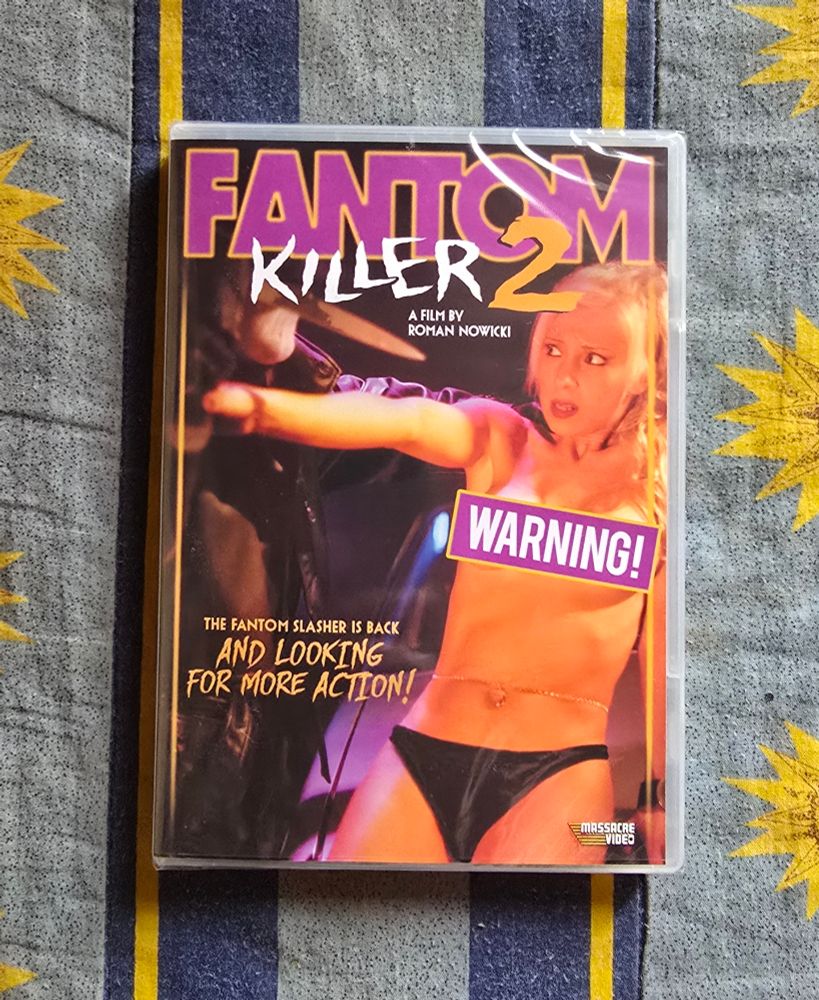 FANTOM
KILLER 2
A FILM BY
ROMAN NOWICKI
WARNING!
THE FANTOM SLASHER IS BACK
AND LOOKING
FOR MORE ACTION!
MASSACRE
VIDEO